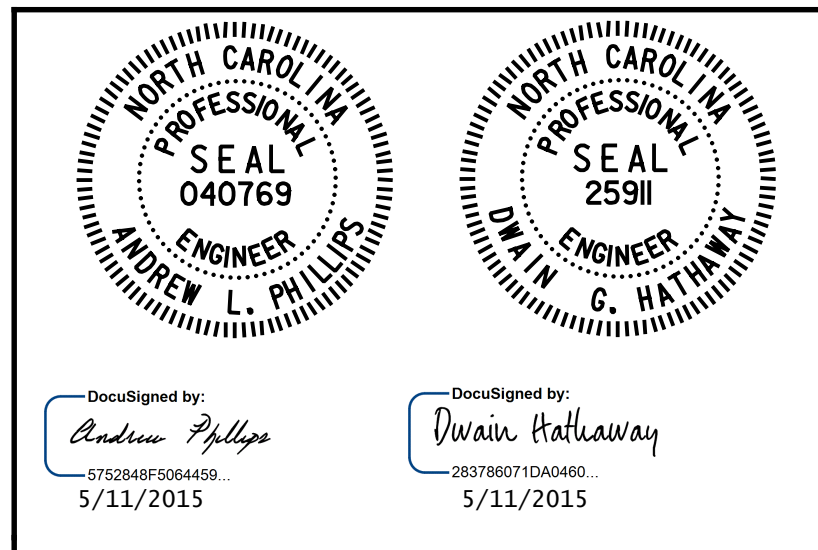 NORTH CAROLINA
PROFESSIONAL
SEAL
040769
ENGINEER
ANDREW L. PHILLIPS
NORTH CAROLINA
PROFESSIONAL
SEAL
25911
ENGINEER
DWAIN G. HATHAWAY
DocuSigned by:
Andrew Phillips
5752848F5064459...
5/11/2015
DocuSigned by:
Dwain Hathaway
283786071DA0460...
5/11/2015